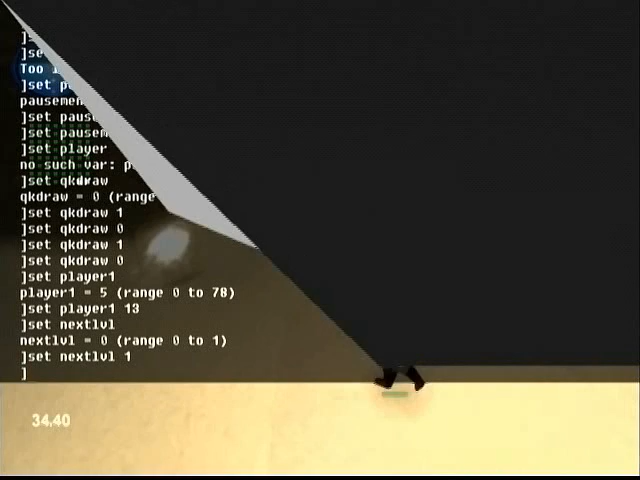 ]se
Too
]set p
pausemen
]set paus
]set pausem
]set player
no such var: p
]set qkdraw
qkdraw = 0 (range
]set qkdraw 1
]set qkdraw 0
]set qkdraw 1
]set qkdraw 0
]set player1
player1 = 5 (range 0 to 78)
]set player1 13
]set nextlvl
nextlvl = 0 (range 0 to 1)
]set nextlvl 1
]
34.40